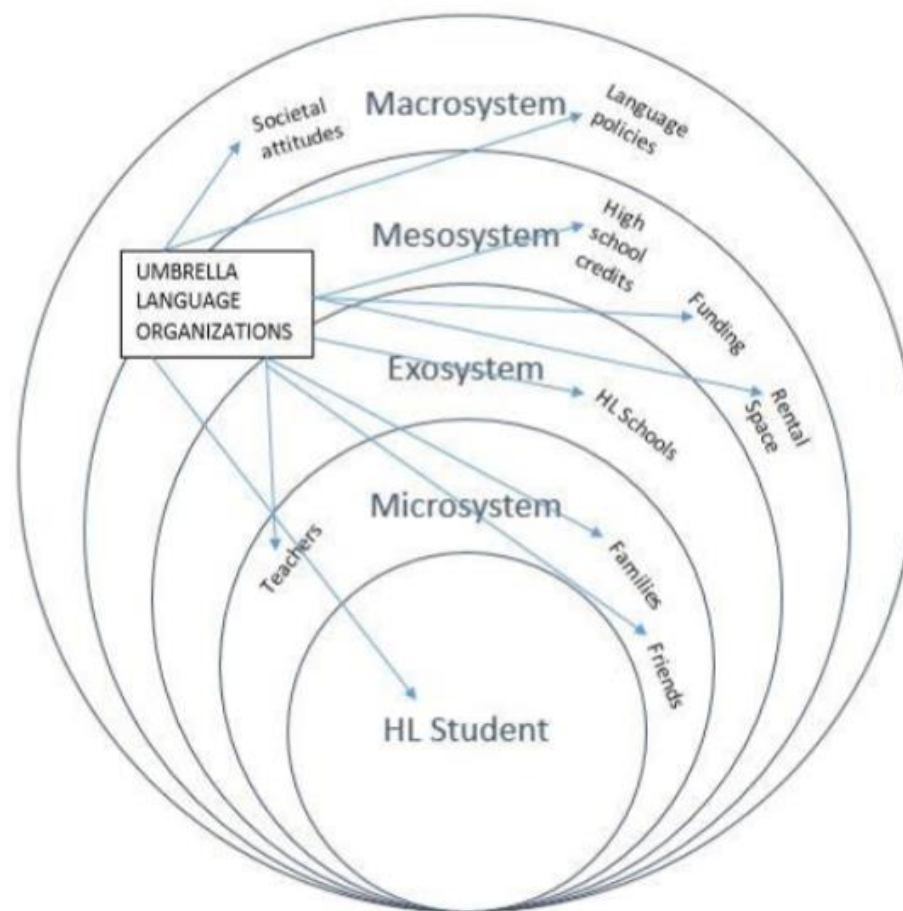 Macrosystem
Societal
attitudes
Language
policies
Mesosystem
High
school
credits
Funding
Rental
Space
UMBRELLA
LANGUAGE
ORGANIZATIONS
Exosystem
HL Schools
Microsystem
Teachers
Families
Friends
HL Student